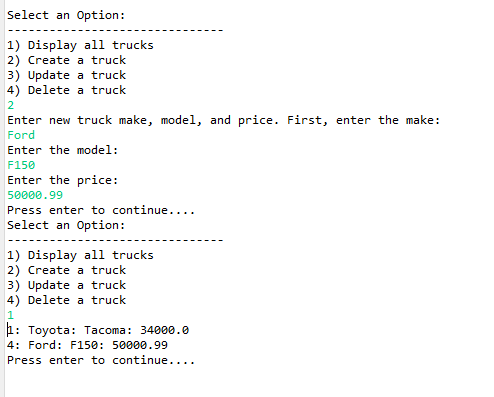 Select an Option:
-------------------------------
1) Display all trucks
2) Create a truck
3) Update a truck
4) Delete a truck
2
Enter new truck make, model, and price. First, enter the make:
Ford
Enter the model:
F150
Enter the price:
50000.99
Press enter to continue....
Select an Option:
-------------------------------
1) Display all trucks
2) Create a truck
3) Update a truck
4) Delete a truck
1
1: Toyota: Tacoma: 34000.0
4: Ford: F150: 50000.99
Press enter to continue....